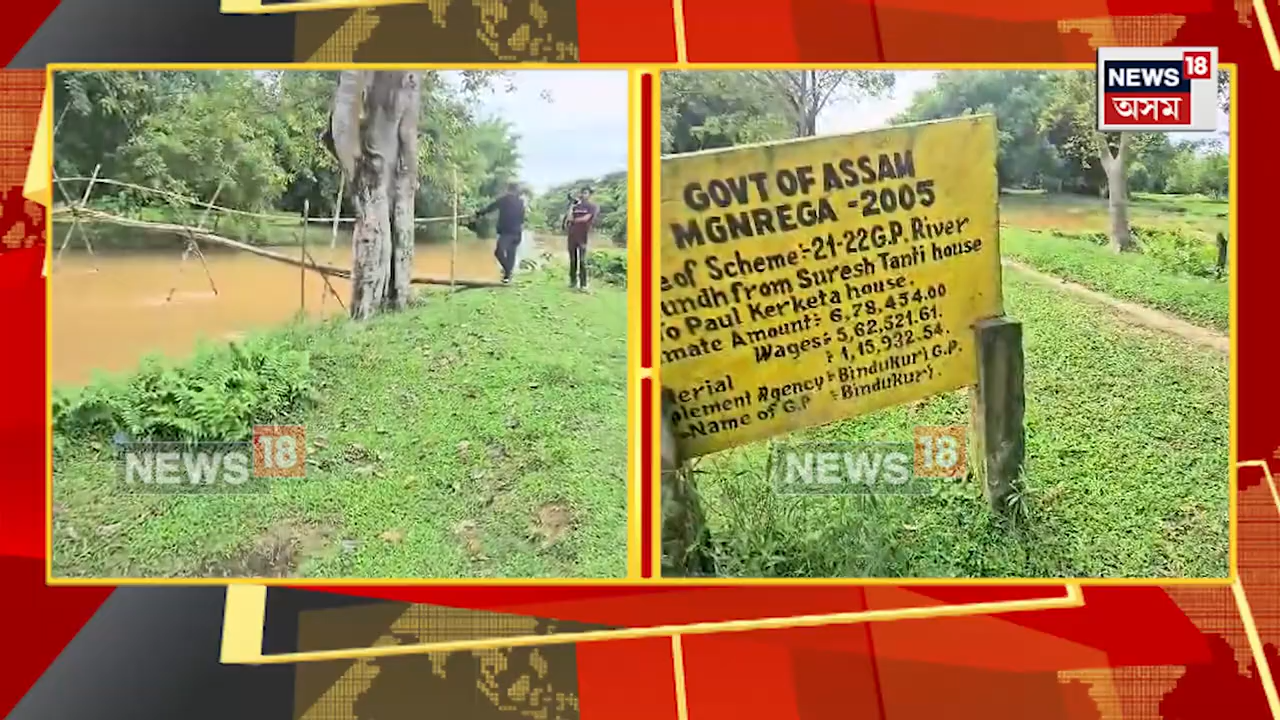 NEWS 18
অসম
GOVT OF ASSAM
MGNREGA -2005
e of Scheme:-21-22 G.P. River
undh from Suresh Tanti house
To Paul Kerketa house.
mate Amount:- 6,78,454.00
Wages:- 5,62,521.61.
erial :- 1,15,932.54.
plement Agency:- Bindukuri G.P.
-Name of G.P :- Bindukuri.
NEWS 18
NEWS 18